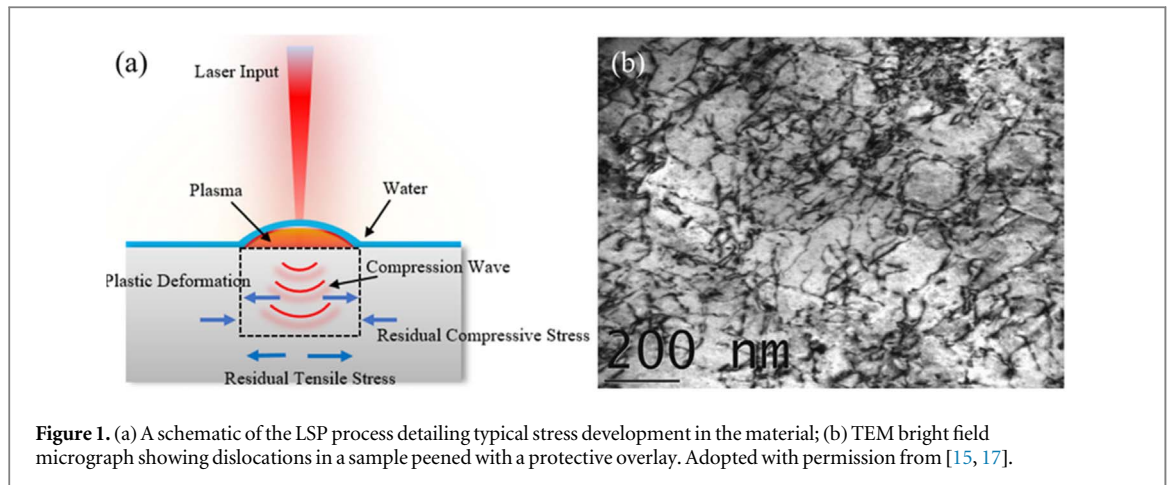 (a)
Laser Input
Plasma
Water
Plastic Deformation
Compression Wave
Residual Compressive Stress
Residual Tensile Stress
(b)
200 nm
Figure 1. (a) A schematic of the LSP process detailing typical stress development in the material; (b) TEM bright field
micrograph showing dislocations in a sample peened with a protective overlay. Adopted with permission from [15, 17].